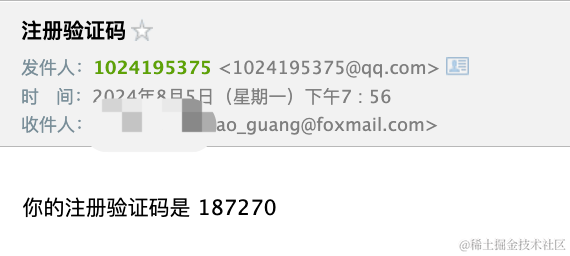 注册验证码
发件人：1024195375 <1024195375@qq.com>
时 间：2024年8月5日（星期一）下午7：56
收件人：ao_guang@foxmail.com>
你的注册验证码是 187270
@稀土掘金技术社区